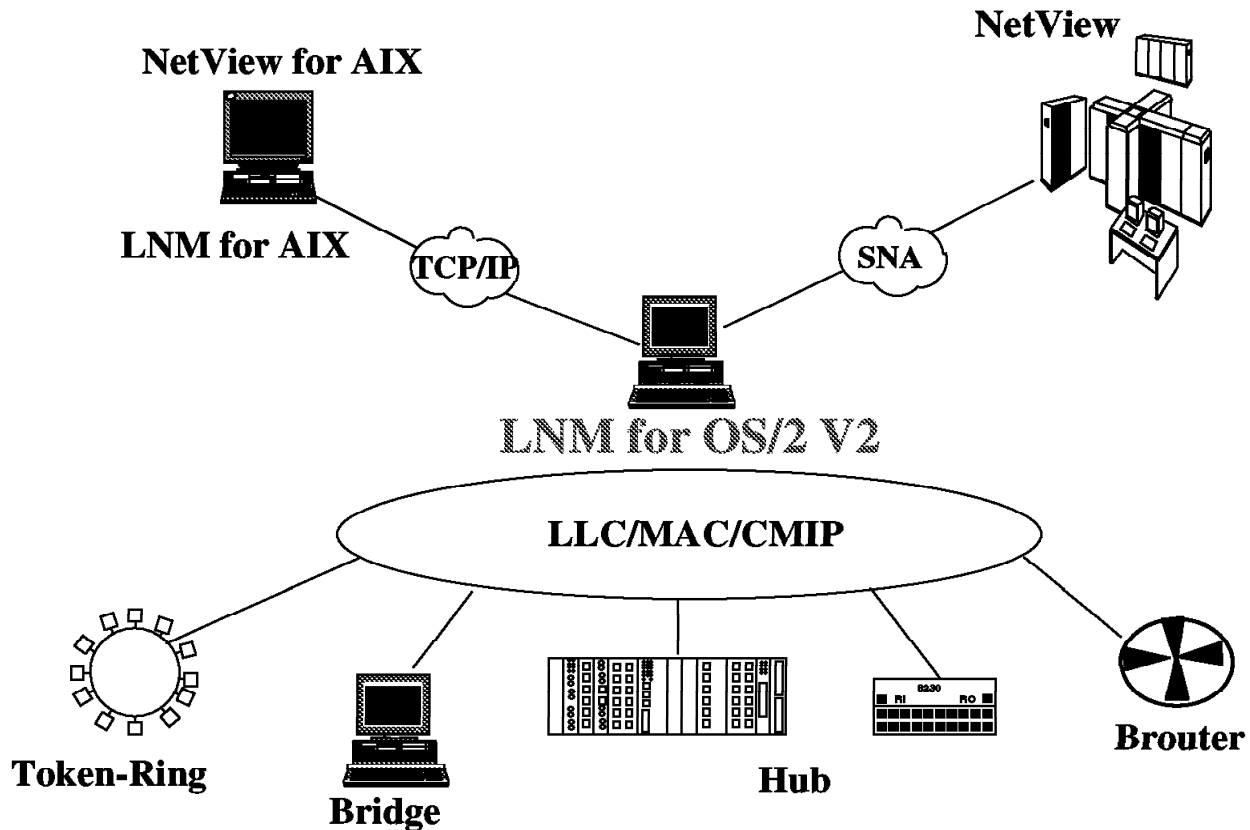 NetView
NetView for AIX
LNM for AIX
TCP/IP
SNA
LNM for OS/2 V2
LLC/MAC/CMIP
8230
RI RO
Token-Ring
Bridge
Hub
Brouter